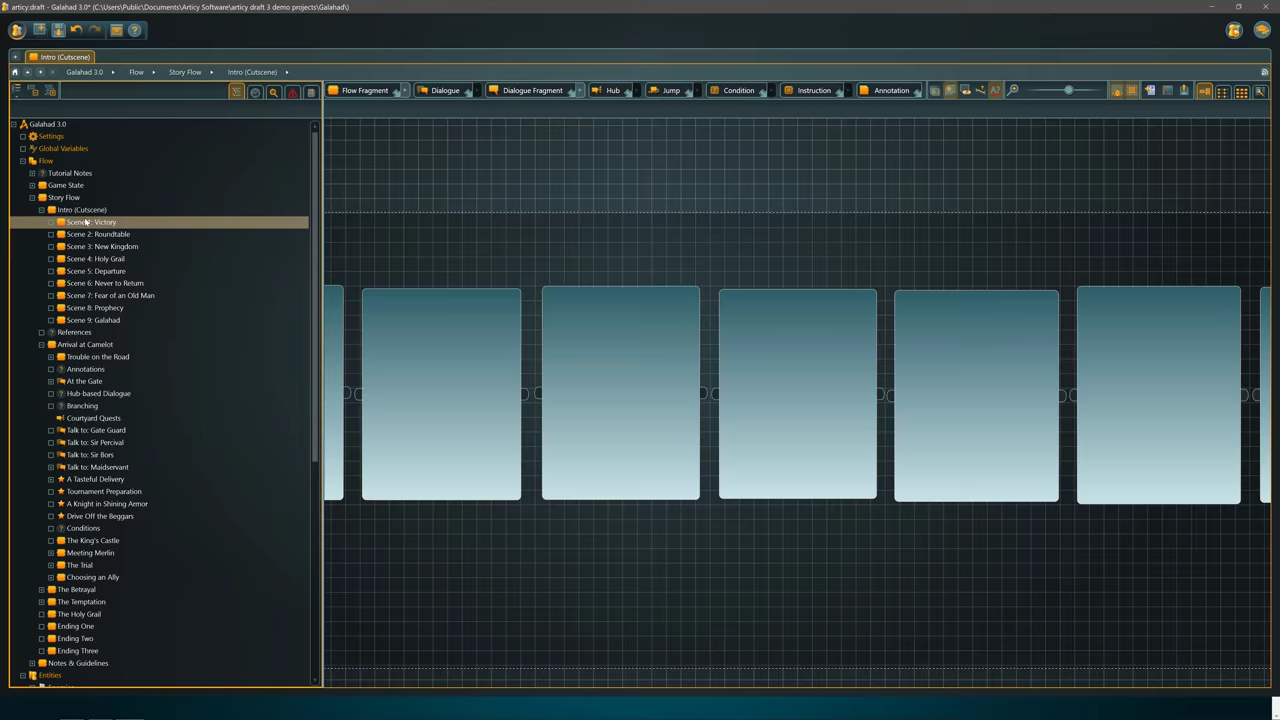 articy:draft - Galahad 3.0* (C:\Users\Public\Documents\Articy Software\articy draft 3 demo projects\Galahad\)
Intro (Cutscene)
Galahad 3.0 Flow Story Flow Intro (Cutscene)
Flow Fragment Dialogue Dialogue Fragment Hub Jump Condition Instruction Annotation
Galahad 3.0
Settings
Global Variables
Flow
Tutorial Notes
Game State
Story Flow
Intro (Cutscene)
Victory
Scene 2: Roundtable
Scene 3: New Kingdom
Scene 4: Holy Grail
Scene 5: Departure
Scene 6: Never to Return
Scene 7: Fear of an Old Man
Scene 8: Prophecy
Scene 9: Galahad
References
Arrival at Camelot
Trouble on the Road
Annotations
At the Gate
Hub-based Dialogue
Branching
Courtyard Quests
Talk to: Gate Guard
Talk to: Sir Percival
Talk to: Sir Bors
Talk to: Maidservant
A Tasteful Delivery
Tournament Preparation
A Knight in Shining Armor
Drive Off the Beggars
Conditions
The King's Castle
Meeting Merlin
The Trial
Choosing an Ally
The Betrayal
The Temptation
The Holy Grail
Ending One
Ending Two
Ending Three
Notes & Guidelines
Entities